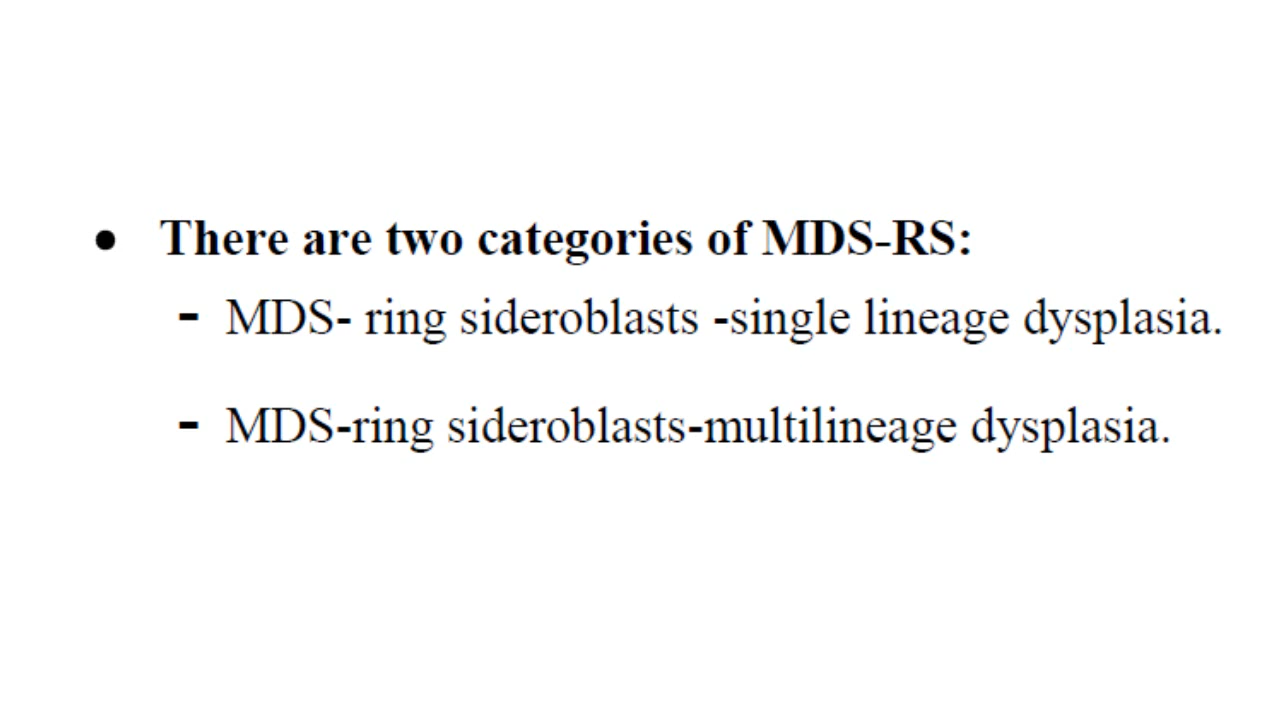 • There are two categories of MDS-RS:
- MDS- ring sideroblasts -single lineage dysplasia.
- MDS-ring sideroblasts-multilineage dysplasia.